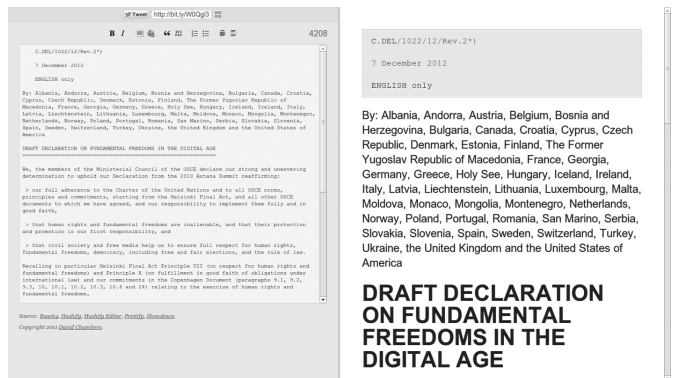 Tweet http://bit.ly/W0QgI3
B I 4208
C.DEL/1022/12/Rev.2*)
7 December 2012
ENGLISH only
By: Albania, Andorra, Austria, Belgium, Bosnia and Herzegovina, Bulgaria, Canada, Croatia,
Cyprus, Czech Republic, Denmark, Estonia, Finland, The Former Yugoslav Republic of
Macedonia, France, Georgia, Germany, Greece, Holy See, Hungary, Iceland, Ireland, Italy,
Latvia, Liechtenstein, Lithuania, Luxembourg, Malta, Moldova, Monaco, Mongolia, Montenegro,
Netherlands, Norway, Poland, Portugal, Romania, San Marino, Serbia, Slovakia, Slovenia,
Spain, Sweden, Switzerland, Turkey, Ukraine, the United Kingdom and the United States of
America
DRAFT DECLARATION ON FUNDAMENTAL FREEDOMS IN THE DIGITAL AGE
We, the members of the Ministerial Council of the OSCE declare our strong and unwavering
determination to uphold our Declaration from the 2010 Astana Summit reaffirming;
> our full adherence to the Charter of the United Nations and to all OSCE norms,
principles and commitments, starting from the Helsinki Final Act, and all other OSCE
documents to which we have agreed, and our responsibility to implement them fully and in
good faith,
> that human rights and fundamental freedoms are inalienable, and that their protection
and promotion is our first responsibility, and
> that civil society and free media help us to ensure full respect for human rights,
fundamental freedoms, democracy, including free and fair elections, and the rule of law.
Recalling in particular Helsinki Final Act Principle VII (on respect for human rights and
fundamental freedoms) and Principle X (on fulfillment in good faith of obligations under
international law) and our commitments in the Copenhagen Document (paragraphs 9.1, 9.2,
9.3, 10, 10.1, 10.2, 10.3, 10.4 and 24) relating to the exercise of human rights and
fundamental freedoms,
Source: Base64, Hashify, Hashify Editor, Prettify, Showdown.
Copyright 2011 David Chambers.
C.DEL/1022/12/Rev.2*)
7 December 2012
ENGLISH only
By: Albania, Andorra, Austria, Belgium, Bosnia and
Herzegovina, Bulgaria, Canada, Croatia, Cyprus, Czech
Republic, Denmark, Estonia, Finland, The Former
Yugoslav Republic of Macedonia, France, Georgia,
Germany, Greece, Holy See, Hungary, Iceland, Ireland,
Italy, Latvia, Liechtenstein, Lithuania, Luxembourg, Malta,
Moldova, Monaco, Mongolia, Montenegro, Netherlands,
Norway, Poland, Portugal, Romania, San Marino, Serbia,
Slovakia, Slovenia, Spain, Sweden, Switzerland, Turkey,
Ukraine, the United Kingdom and the United States of
America
DRAFT DECLARATION
ON FUNDAMENTAL
FREEDOMS IN THE
DIGITAL AGE